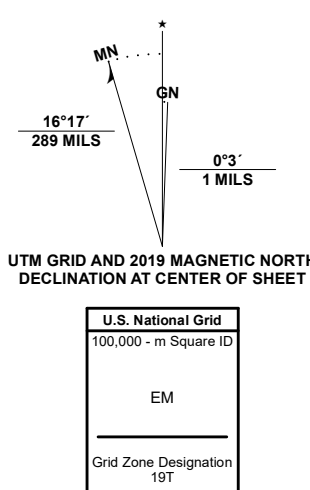 ★
MN
GN
16°17´
289 MILS
0°3´
1 MILS
UTM GRID AND 2019 MAGNETIC NORTH
DECLINATION AT CENTER OF SHEET
U.S. National Grid
100,000 - m Square ID
EM
Grid Zone Designation
19T